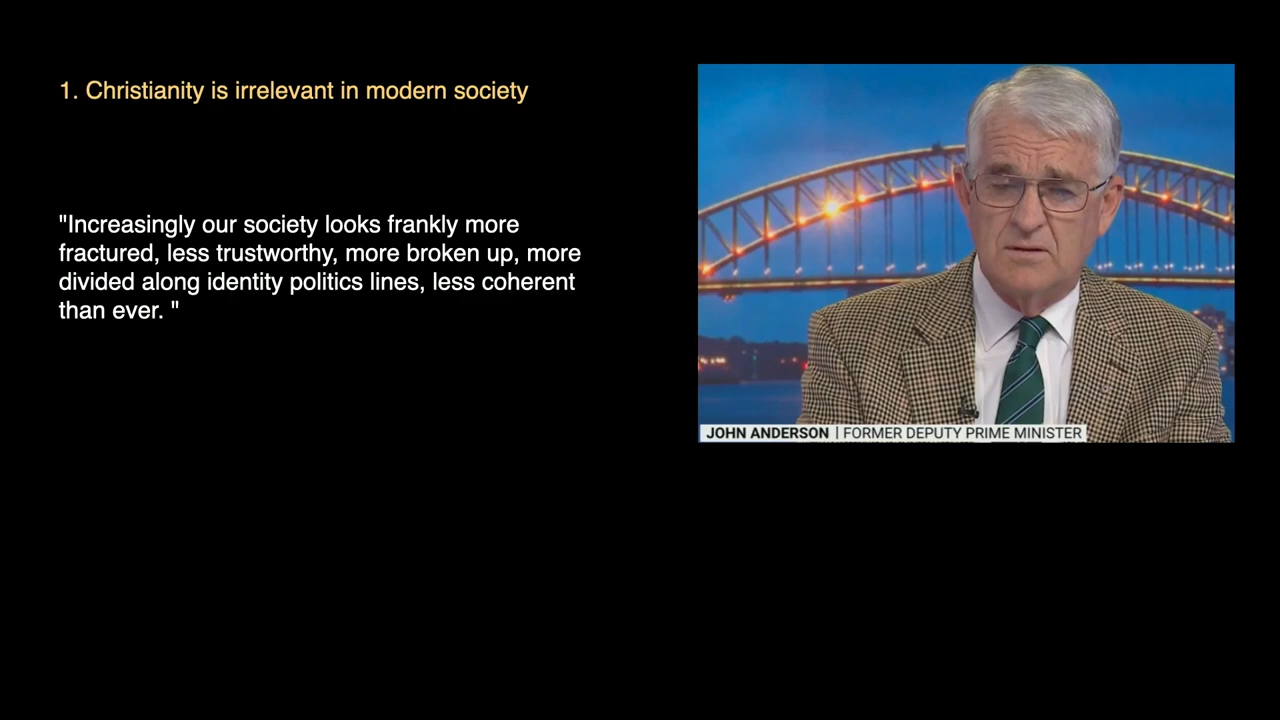 1. Christianity is irrelevant in modern society
"Increasingly our society looks frankly more
fractured, less trustworthy, more broken up, more
divided along identity politics lines, less coherent
than ever. "
JOHN ANDERSON | FORMER DEPUTY PRIME MINISTER